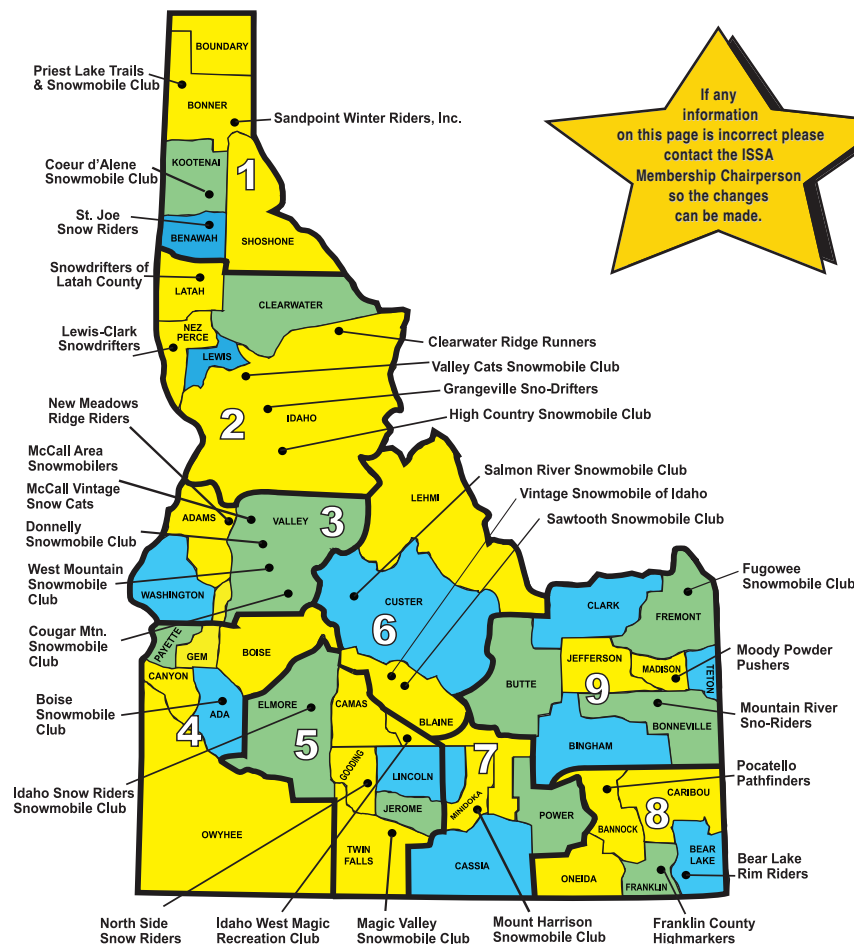 BOUNDARY
Priest Lake Trails
& Snowmobile Club
BONNER
Sandpoint Winter Riders, Inc.
If any
information
on this page is incorrect please
contact the ISSA
Membership Chairperson
so the changes
can be made.
KOOTENAI
1
Coeur d'Alene
Snowmobile Club
St. Joe
Snow Riders
BENAWAH
SHOSHONE
Snowdrifters of
Latah County
LATAH
CLEARWATER
Lewis-Clark
Snowdrifters
NEZ
PERCE
LEWIS
Clearwater Ridge Runners
Valley Cats Snowmobile Club
Grangeville Sno-Drifters
High Country Snowmobile Club
IDAHO
2
New Meadows
Ridge Riders
McCall Area
Snowmobilers
McCall Vintage
Snow Cats
Donnelly
Snowmobile Club
West Mountain
Snowmobile
Club
Cougar Mtn.
Snowmobile
Club
ADAMS
VALLEY
3
WASHINGTON
LEHMI
Salmon River Snowmobile Club
Vintage Snowmobile of Idaho
Sawtooth Snowmobile Club
CUSTER
6
CLARK
FREMONT
Fugowee
Snowmobile Club
PAYETTE
GEM
BOISE
CANYON
ADA
4
Boise
Snowmobile
Club
ELMORE
5
CAMAS
BLAINE
BUTTE
JEFFERSON
MADISON
TETON
9
Moody Powder
Pushers
BONNEVILLE
Mountain River
Sno-Riders
BINGHAM
Idaho Snow Riders
Snowmobile Club
OWYHEE
GOODING
LINCOLN
JEROME
TWIN
FALLS
7
MINIDOKA
CASSIA
POWER
Pocatello
Pathfinders
CARIBOU
8
BANNOCK
ONEIDA
FRANKLIN
BEAR
LAKE
Bear Lake
Rim Riders
North Side
Snow Riders
Idaho West Magic
Recreation Club
Magic Valley
Snowmobile Club
Mount Harrison
Snowmobile Club
Franklin County
Highmarkers